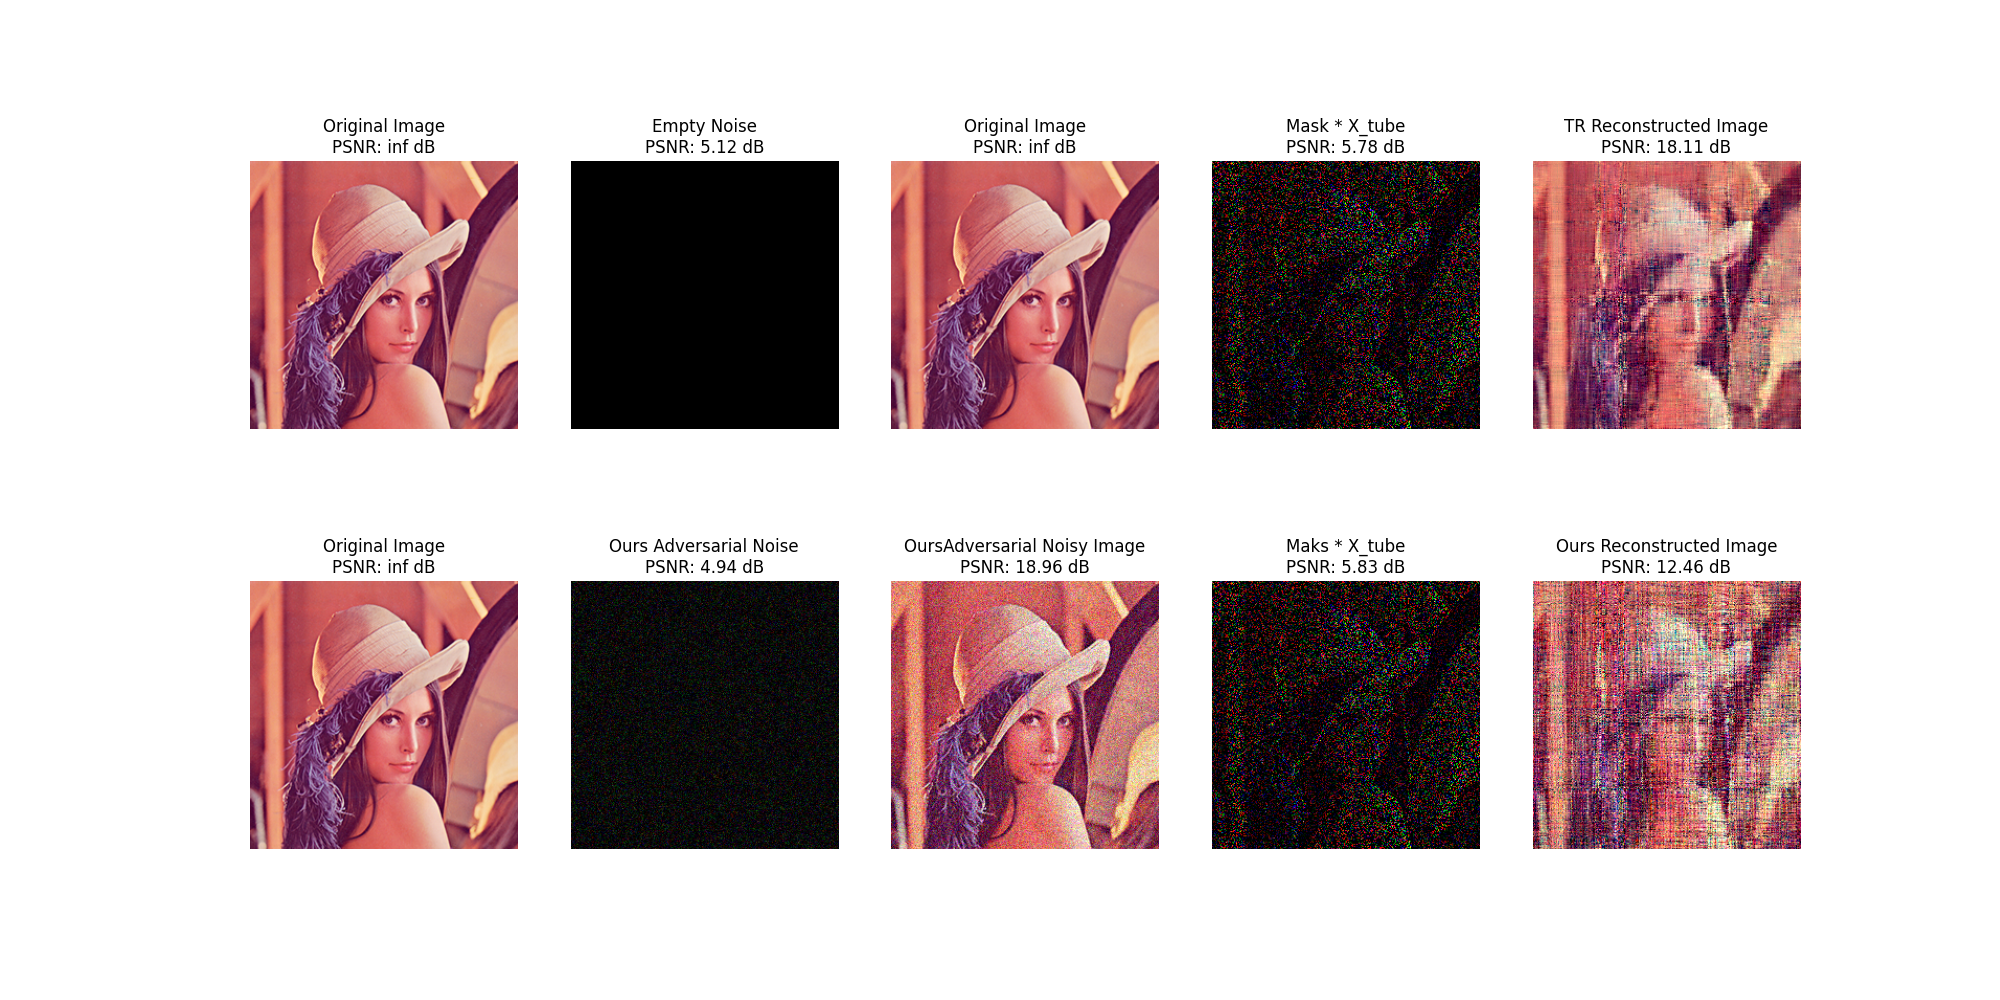 Original Image
PSNR: inf dB
Empty Noise
PSNR: 5.12 dB
Original Image
PSNR: inf dB
Mask * X_tube
PSNR: 5.78 dB
TR Reconstructed Image
PSNR: 18.11 dB
Original Image
PSNR: inf dB
Ours Adversarial Noise
PSNR: 4.94 dB
OursAdversarial Noisy Image
PSNR: 18.96 dB
Maks * X_tube
PSNR: 5.83 dB
Ours Reconstructed Image
PSNR: 12.46 dB